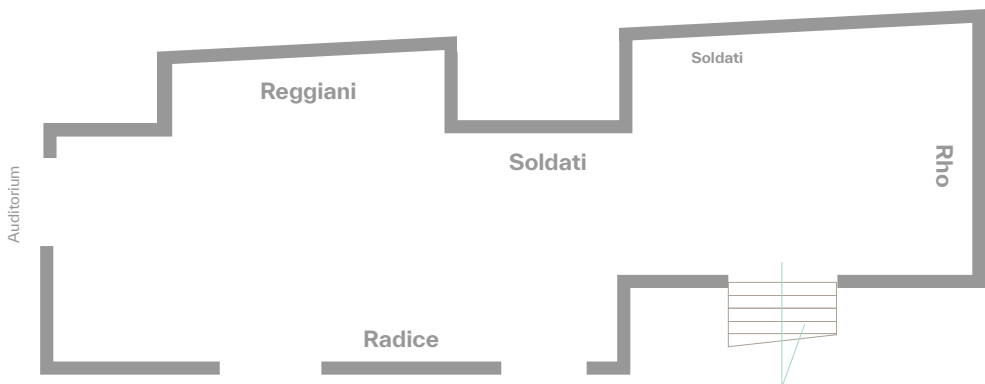 Soldati
Reggiani
Soldati
Rho
Auditorium
Radice